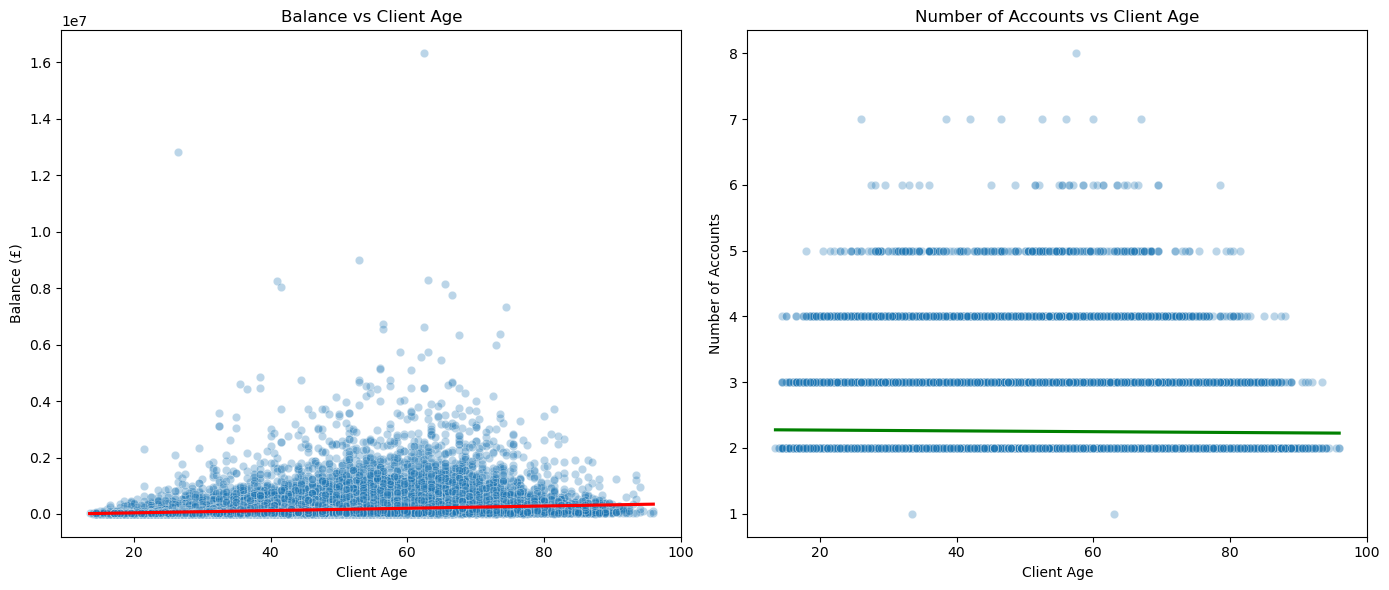 Balance vs Client Age
1e7
1.6
1.4
1.2
1.0
0.8
0.6
0.4
0.2
0.0
Balance (£)
20 40 60 80 100
Client Age
Number of Accounts vs Client Age
8
7
6
5
4
3
2
1
Number of Accounts
20 40 60 80 100
Client Age